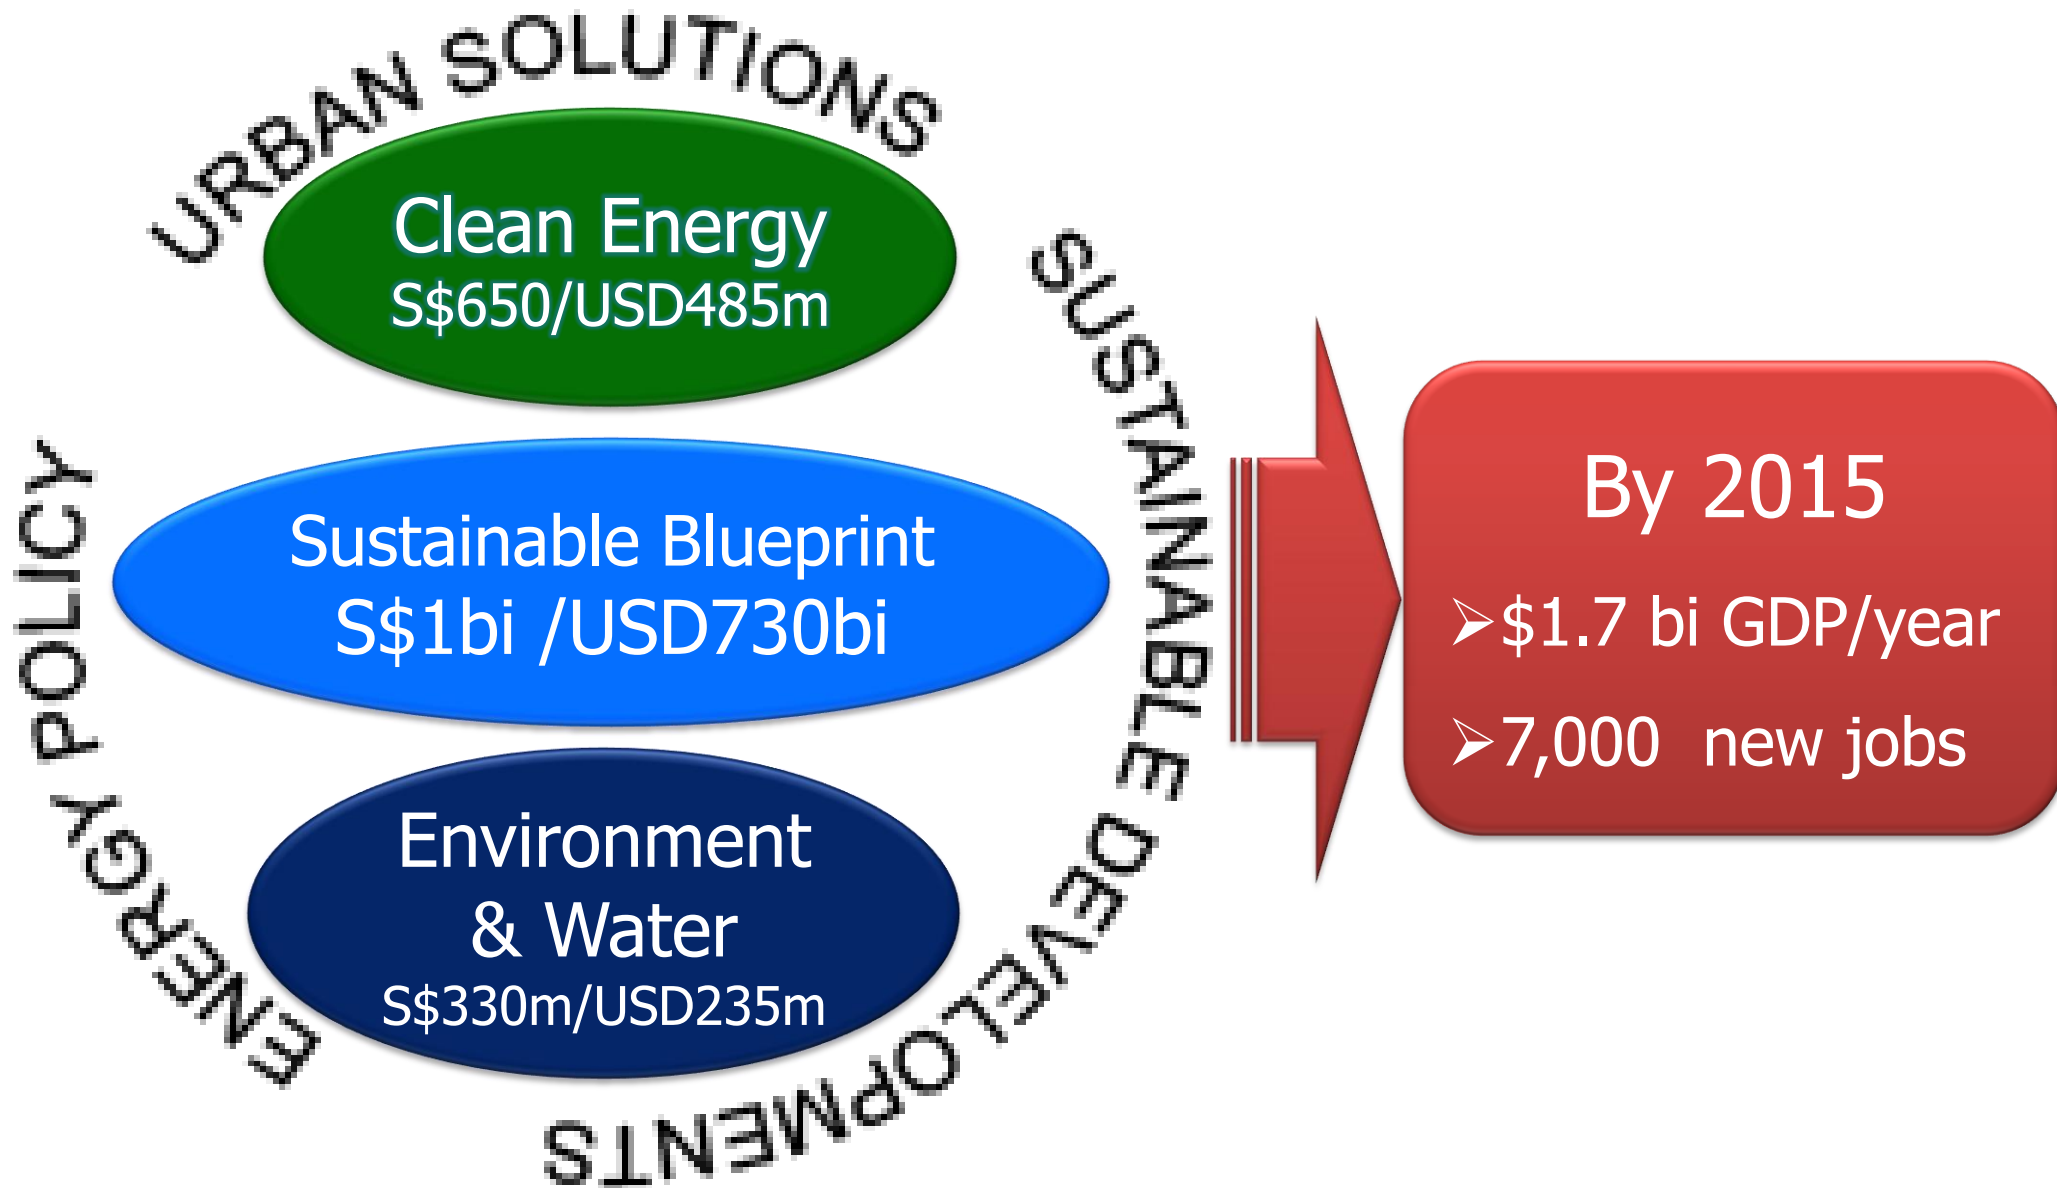 URBAN SOLUTIONS
Clean Energy
S$650/USD485m
SUSTAINABLE DEVELOPMENTS
ENERGY POLICY
Sustainable Blueprint
S$1bi /USD730bi
Environment
& Water
S$330m/USD235m
By 2015
➢$1.7 bi GDP/year
➢7,000 new jobs